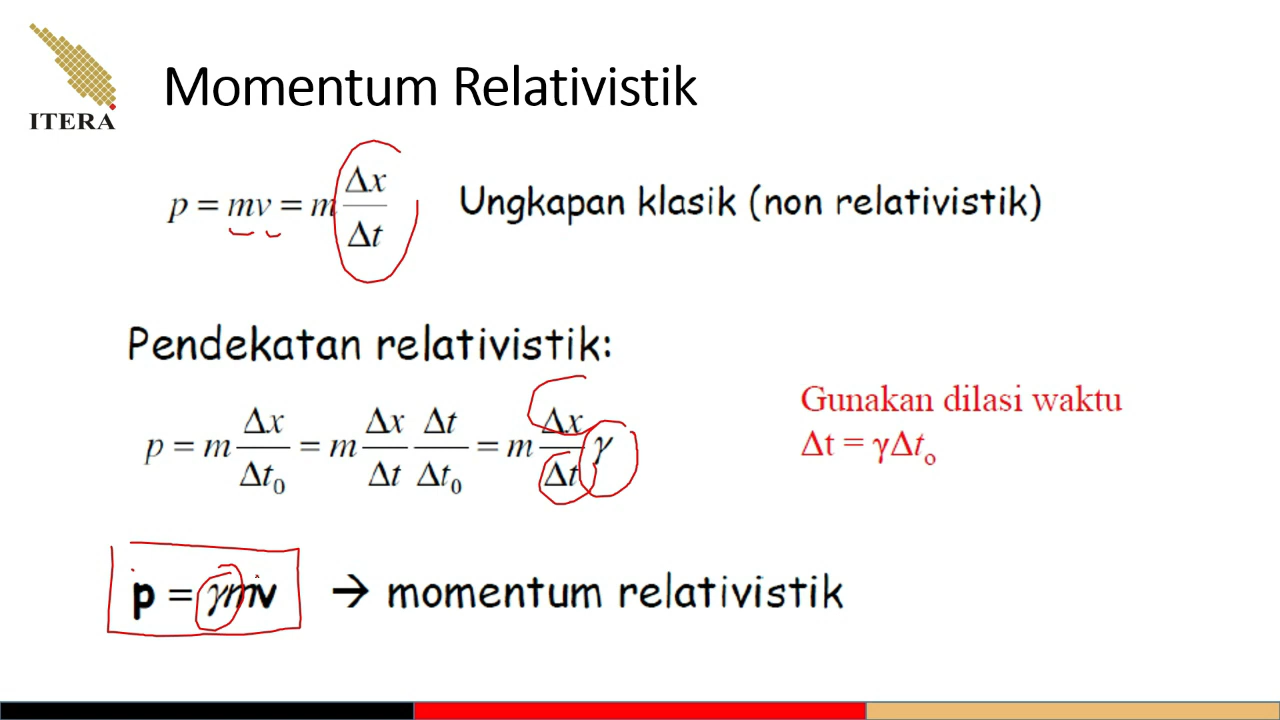 ITERA
Momentum Relativistik
p = mv = m Δx/Δt Ungkapan klasik (non relativistik)
Pendekatan relativistik:
p = m Δx/Δt₀ = m Δx/Δt Δt/Δt₀ = m Δx/Δt γ
Gunakan dilasi waktu
Δt = γΔt₀
p = γmv → momentum relativistik